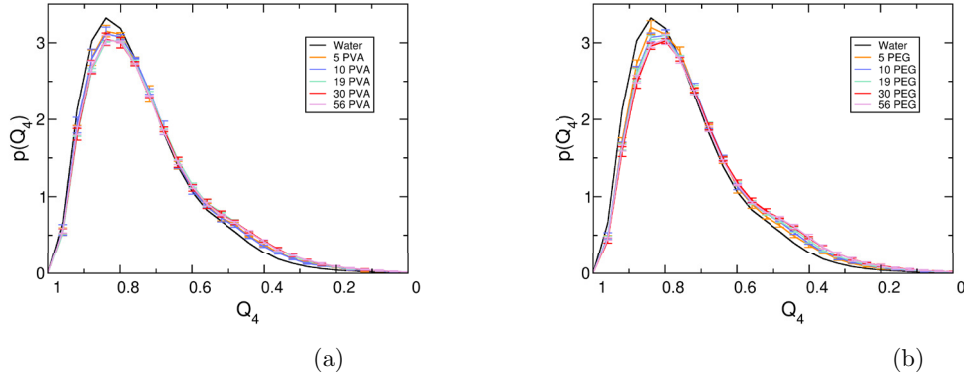 3
2
1
0
p(Q4)
Water
5 PVA
10 PVA
19 PVA
30 PVA
56 PVA
1 0.8 0.6 0.4 0.2 0
Q4
(a)
3
2
1
0
p(Q4)
Water
5 PEG
10 PEG
19 PEG
30 PEG
56 PEG
1 0.8 0.6 0.4 0.2 0
Q4
(b)